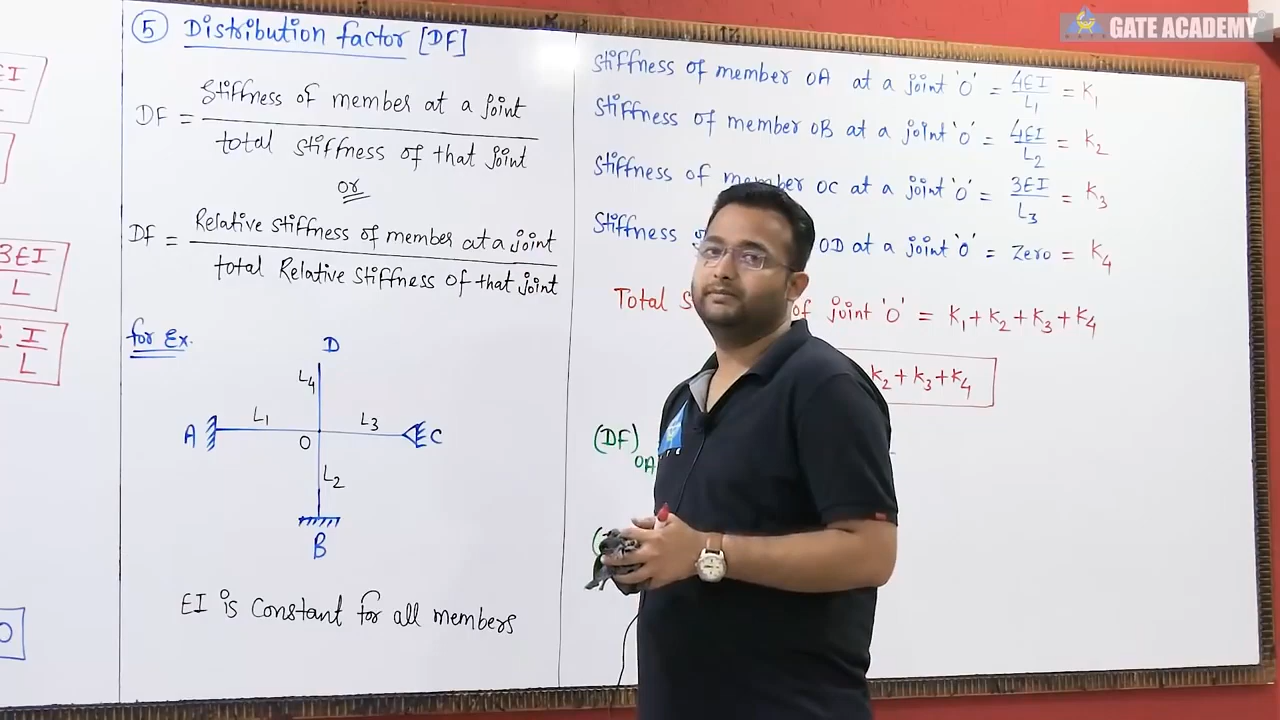 GATE ACADEMY
5 Distribution factor [DF]
DF = Stiffness of member at a joint
total stiffness of that joint
or
DF = Relative stiffness of member at a joint
total Relative stiffness of that joint
for Ex.
D
L4
A
L1
L3
C
O
L2
B
EI is constant for all members
EI
3EI
L
I
L
Stiffness of member OA at a joint 'O' = 4EI/L1 = K1
Stiffness of member OB at a joint 'O' = 4EI/L2 = K2
Stiffness of member OC at a joint 'O' = 3EI/L3 = K3
Stiffness OD at a joint 'O' = Zero = K4
Total of joint 'O' = K1+K2+K3+K4
K2+K3+K4
(DF)OA